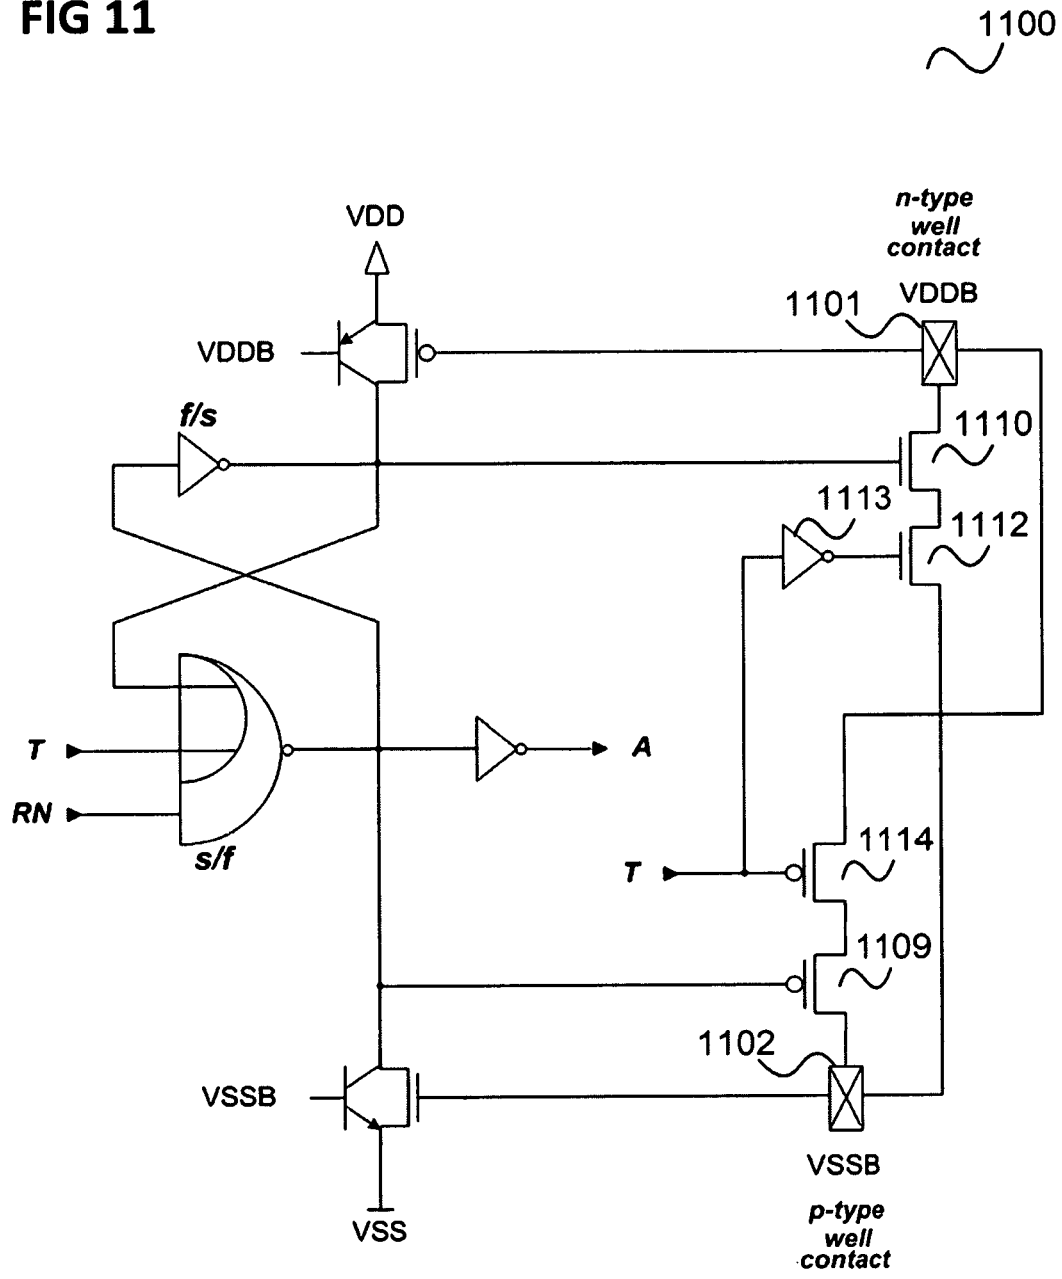 FIG 11
1100
n-type
well
contact
VDD
1101
VDDB
VDDB
f/s
1110
1113
1112
T
A
RN
s/f
1114
T
1109
1102
VSSB
VSSB
VSS
p-type
well
contact